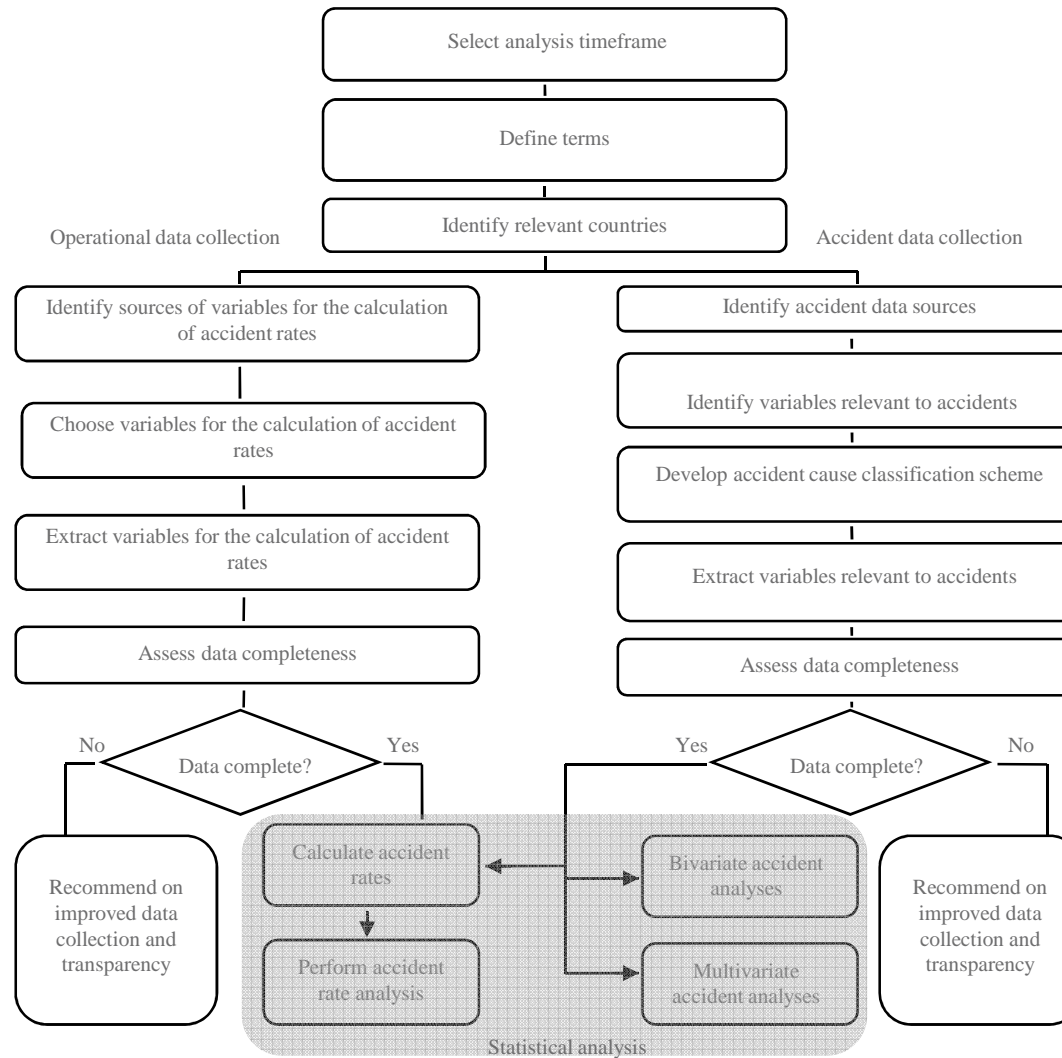 Select analysis timeframe
Define terms
Identify relevant countries
Operational data collection
Accident data collection
Identify sources of variables for the calculation
of accident rates
Choose variables for the calculation of accident
rates
Extract variables for the calculation of accident
rates
Assess data completeness
No
Yes
Data complete?
Identify accident data sources
Identify variables relevant to accidents
Develop accident cause classification scheme
Extract variables relevant to accidents
Assess data completeness
Yes
No
Data complete?
Recommend on
improved data
collection and
transparency
Calculate accident
rates
Perform accident
rate analysis
Bivariate accident
analyses
Multivariate
accident analyses
Statistical analysis
Recommend on
improved data
collection and
transparency